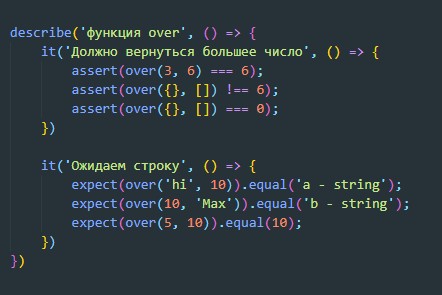 describe('функция over', () => {
    it('Должно вернуться большее число', () => {
        assert(over(3, 6) === 6);
        assert(over({}, []) !== 6);
        assert(over({}, []) === 0);
    })

    it('Ожидаем строку', () => {
        expect(over('hi', 10)).equal('a - string');
        expect(over(10, 'Max')).equal('b - string');
        expect(over(5, 10)).equal(10);
    })
})